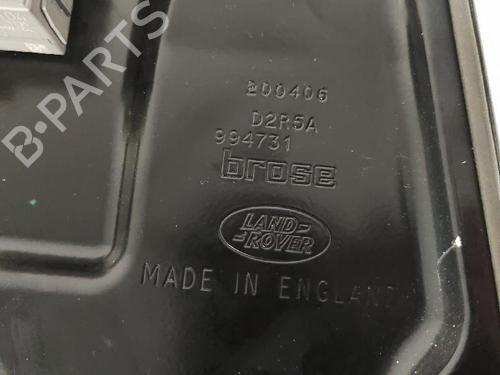 200406
D2R5A
994731
brose
LAND-
-ROVER
MADE IN ENGLAND
B-PARTS